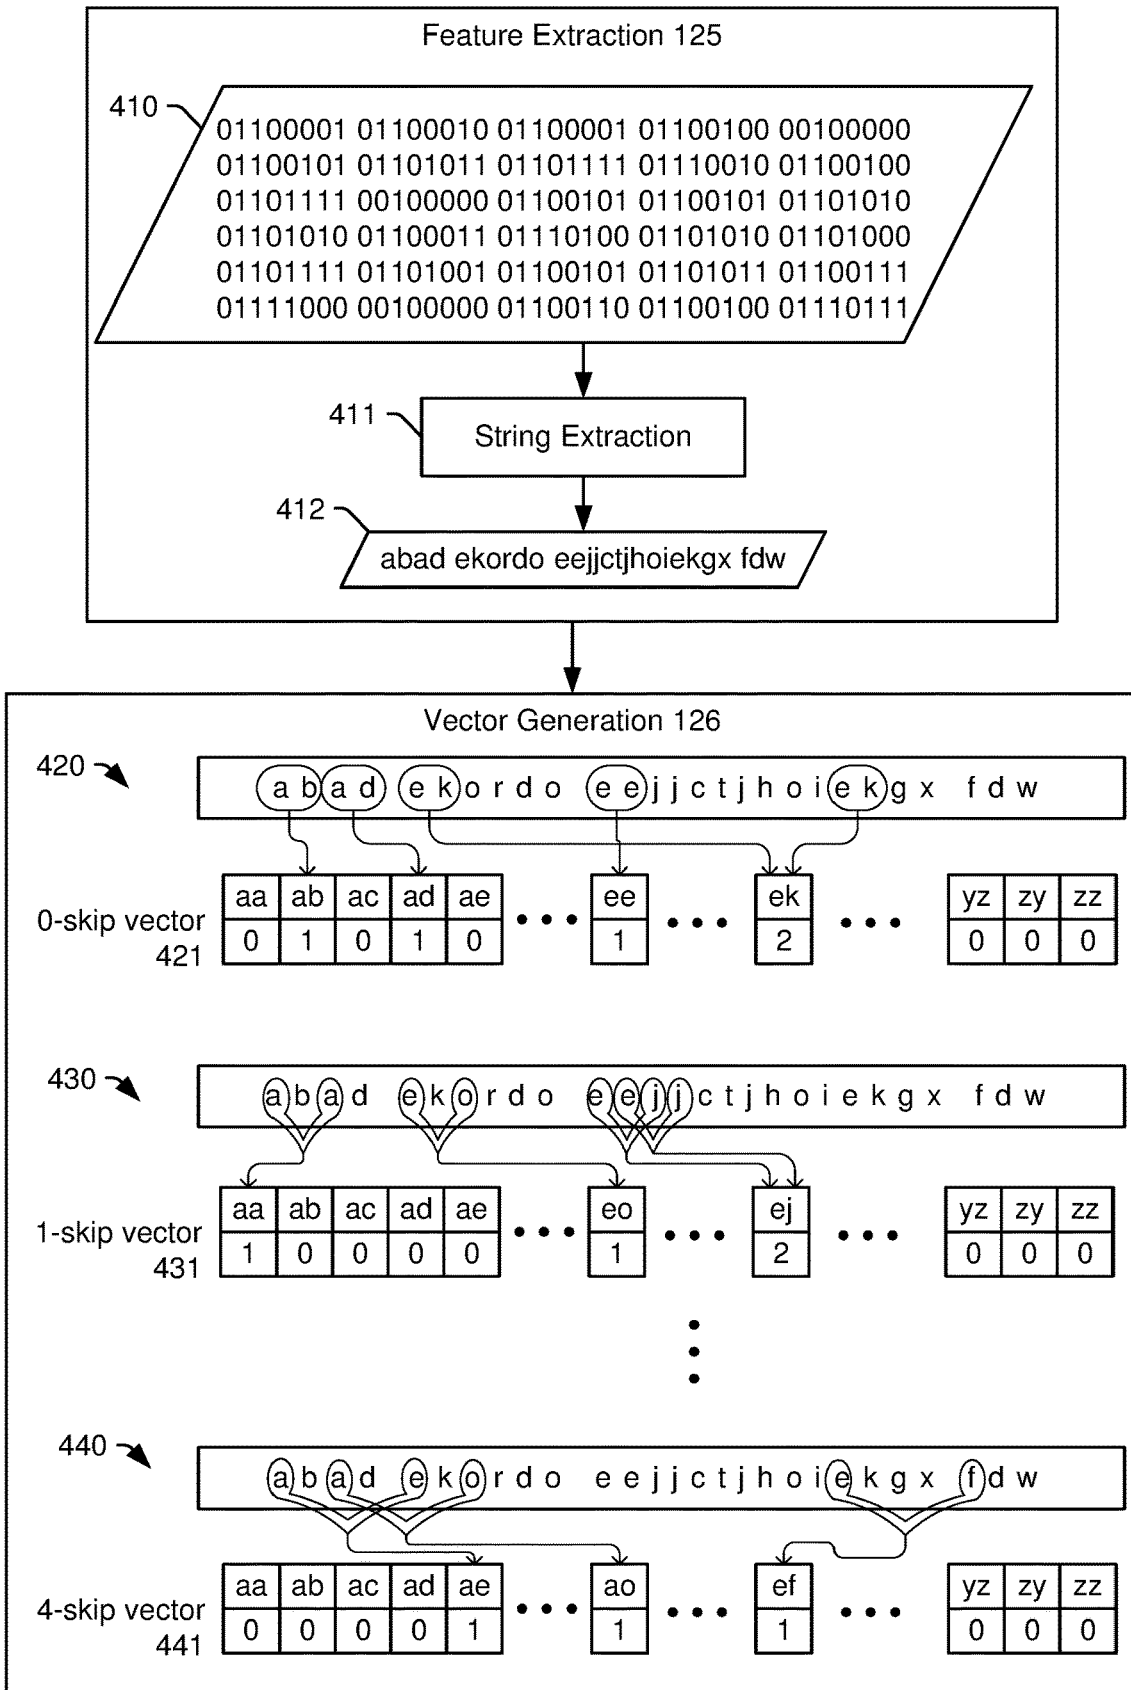 Feature Extraction 125
410
01100001 01100010 01100001 01100100 00100000
01100101 01101011 01101111 01110010 01100100
01101111 00100000 01100101 01100101 01101010
01101010 01100011 01110100 01101010 01101000
01101111 01101001 01100101 01101011 01100111
01111000 00100000 01100110 01100100 01110111
411
String Extraction
412
abad ekordo eejjctjhoiekgx fdw
Vector Generation 126
420
a b a d e k o r d o e e j j c t j h o i e k g x f d w
aa ab ac ad ae ••• ee ••• ek ••• yz zy zz
0-skip vector
0 1 0 1 0 1 2 0 0 0
421
430
a b a d e k o r d o e e j j c t j h o i e k g x f d w
aa ab ac ad ae ••• eo ••• ej ••• yz zy zz
1-skip vector
1 0 0 0 0 1 2 0 0 0
431
440
a b a d e k o r d o e e j j c t j h o i e k g x f d w
aa ab ac ad ae ••• ao ••• ef ••• yz zy zz
4-skip vector
0 0 0 0 1 1 1 0 0 0
441